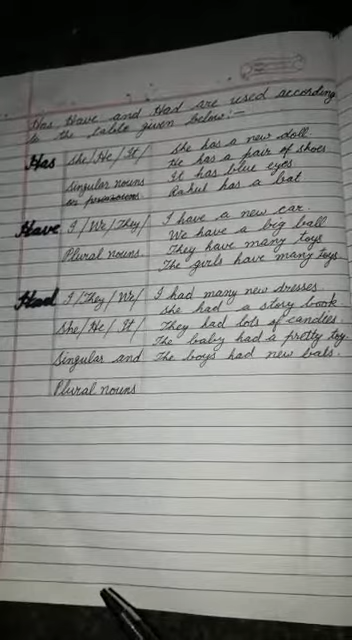 Has Have and Had are used according
to the table given below:-
Has She/He/It/ She has a new doll.
He has a pair of shoes
It has blue eyes
Singular nouns Rahul has a bat
or pronouns.
Have I/We/They/ I have a new car.
We have a big ball
Plural nouns. They have many toys
The girls have many toys.
Had I/They/We/ I had many new dresses.
She had a story book
She/He/It/ They had lots of candies
The baby had a pretty toy
Singular and The boys had new bats.
Plural nouns